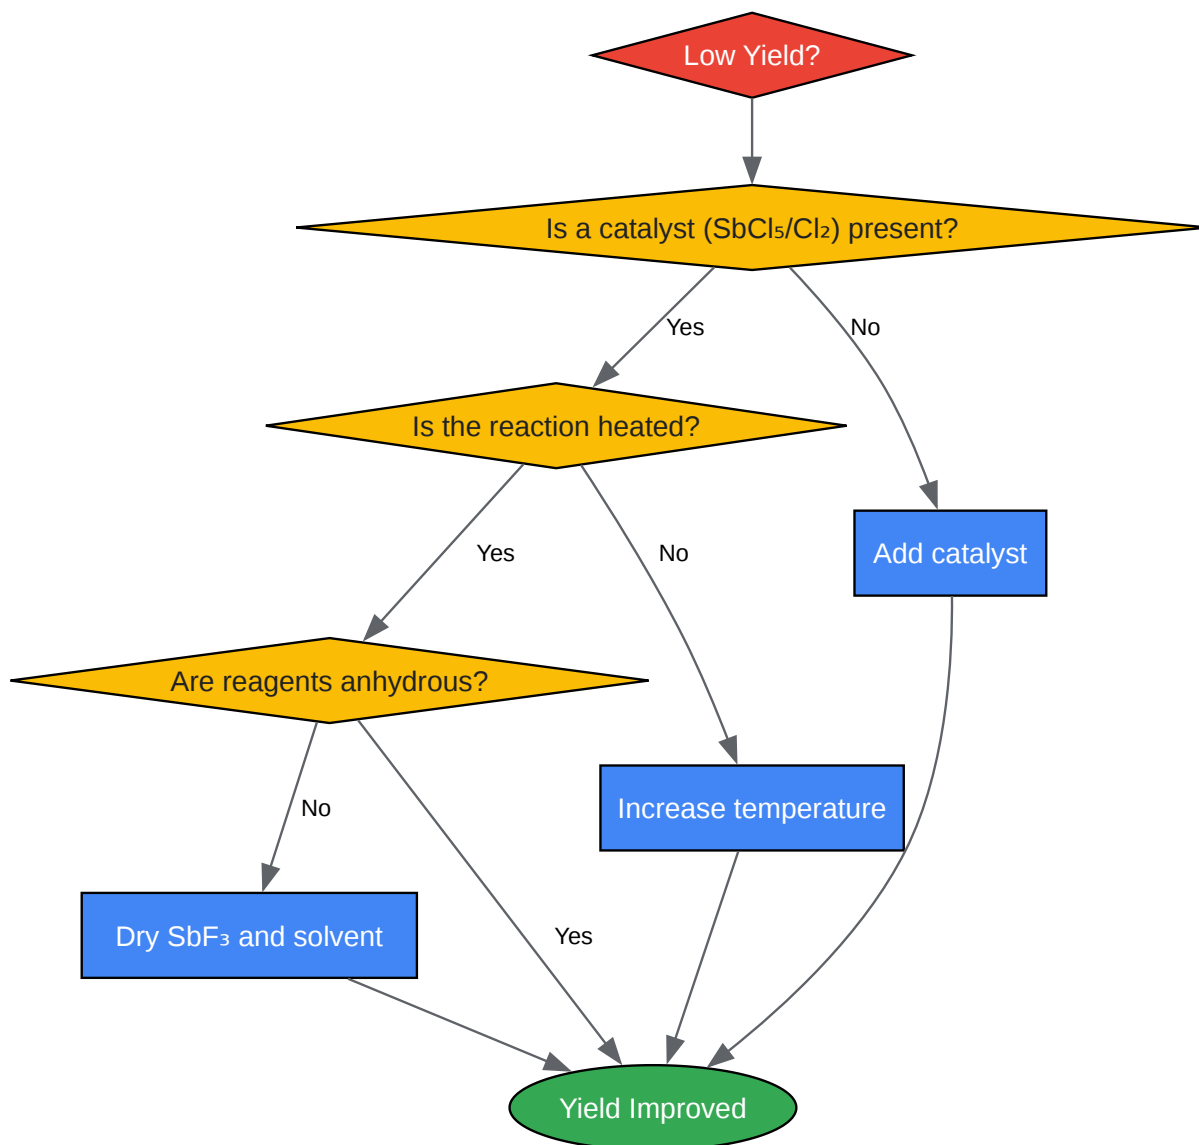 Low Yield?
Is a catalyst (SbCl₅/Cl₂) present?
Yes
No
Is the reaction heated?
Yes
No
Add catalyst
Are reagents anhydrous?
No
Increase temperature
Dry SbF₃ and solvent
Yes
Yield Improved